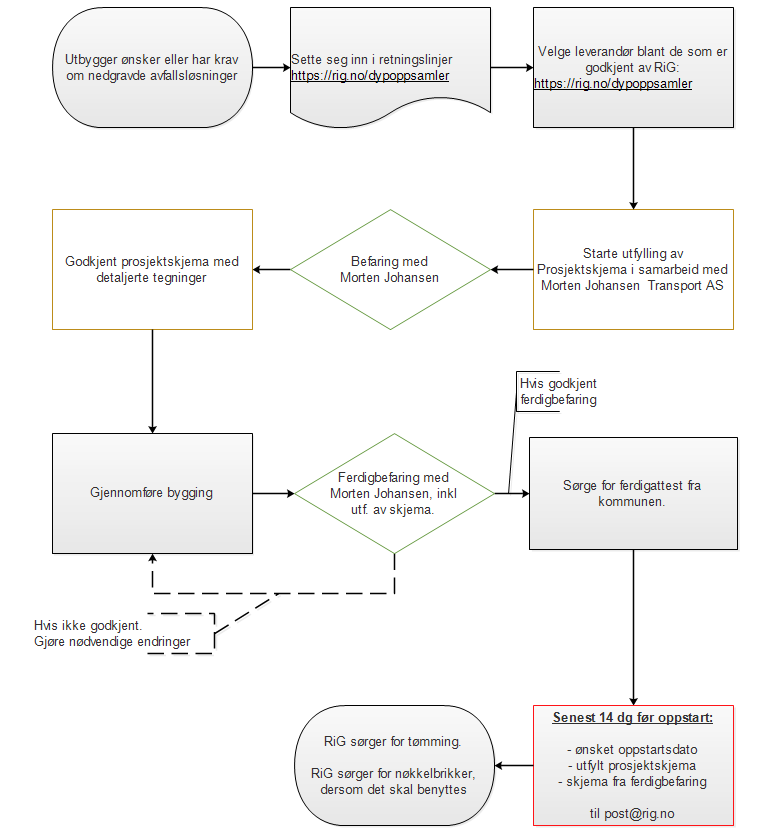 Utbygger ønsker eller har krav
om nedgravde avfallsløsninger
Sette seg inn i retningslinjer
https://rig.no/dypoppsamler
Velge leverandør blant de som er
godkjent av RiG:
https://rig.no/dypoppsamler
Starte utfylling av
Prosjektskjema i samarbeid med
Morten Johansen Transport AS
Befaring med
Morten Johansen
Godkjent prosjektskjema med
detaljerte tegninger
Gjennomføre bygging
Ferdigbefaring med
Morten Johansen, inkl
utf. av skjema.
Hvis godkjent
ferdigbefaring
Sørge for ferdigattest fra
kommunen.
Hvis ikke godkjent.
Gjøre nødvendige endringer
Senest 14 dg før oppstart:
- ønsket oppstartsdato
- utfylt prosjektskjema
- skjema fra ferdigbefaring
til post@rig.no
RiG sørger for tømming.
RiG sørger for nøkkelbrikker,
dersom det skal benyttes